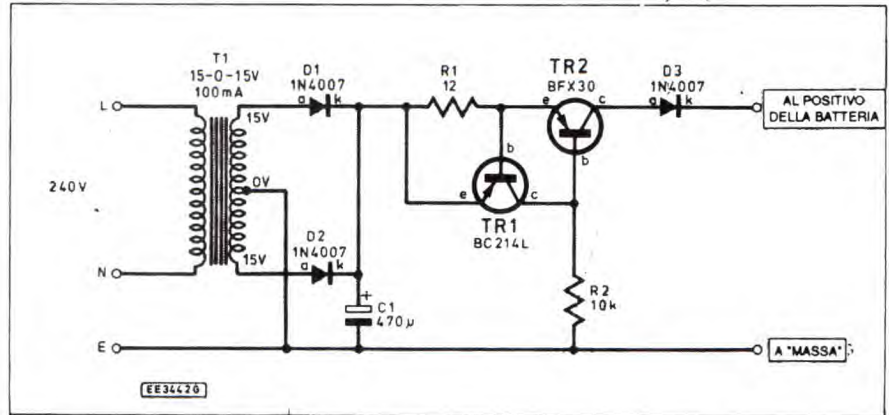 T1
15-0-15V
100mA
D1
1N4007
a k
R1
12
TR2
BFX30
e c
b
D3
1N4007
a k
AL POSITIVO
DELLA BATTERIA
L
15V
240V
0V
b
e c
TR1
BC214L
N
15V
D2
1N4007
a k
+
C1
470µ
R2
10k
E
A "MASSA"
EE3442G